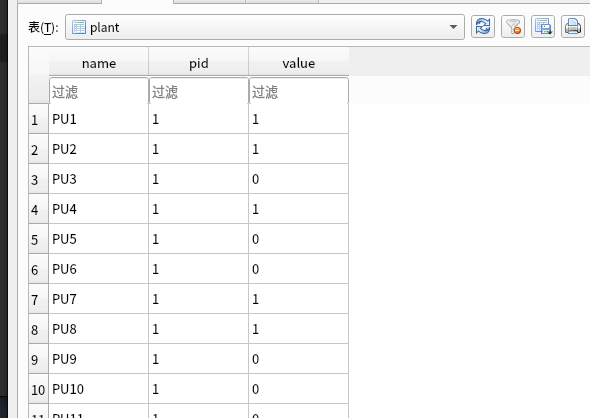 表(T): plant
name pid value
过滤 过滤 过滤
1 PU1 1 1
2 PU2 1 1
3 PU3 1 0
4 PU4 1 1
5 PU5 1 0
6 PU6 1 0
7 PU7 1 1
8 PU8 1 1
9 PU9 1 0
10 PU10 1 0
11 PU11 1 0